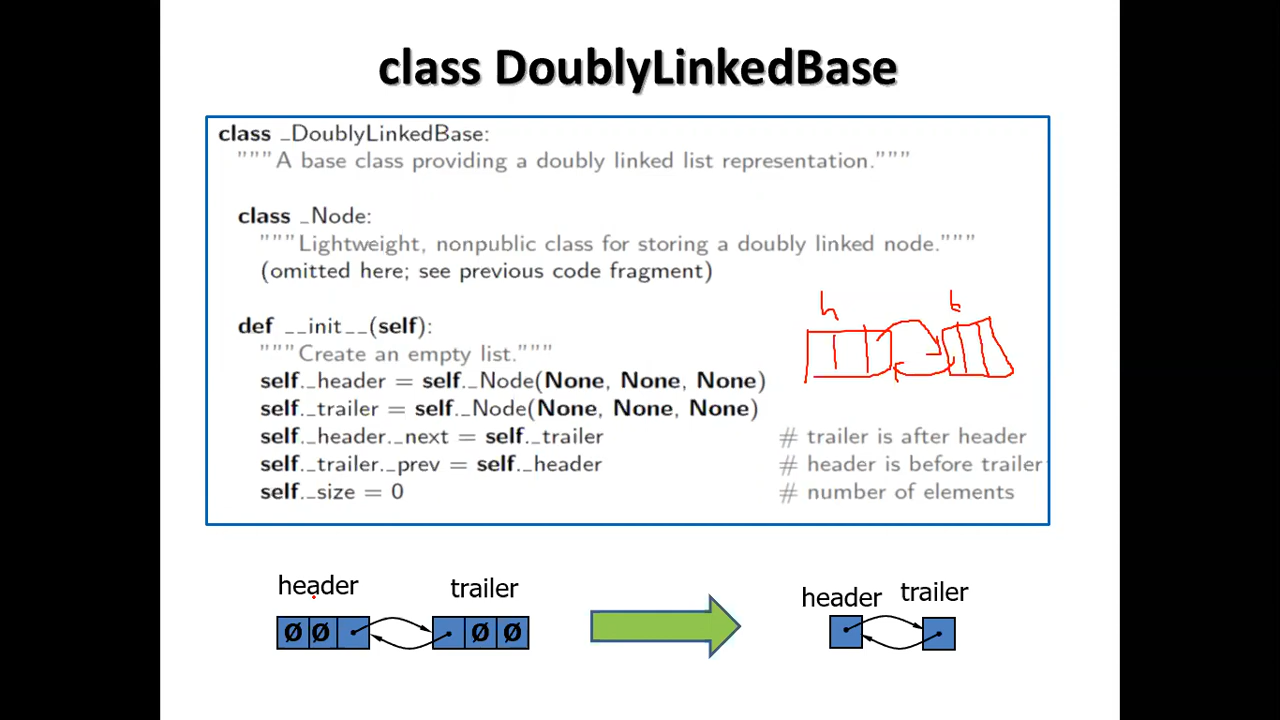 class DoublyLinkedBase
class _DoublyLinkedBase:
"""A base class providing a doubly linked list representation."""
class _Node:
"""Lightweight, nonpublic class for storing a doubly linked node."""
(omitted here; see previous code fragment)
h t
def __init__(self):
"""Create an empty list."""
self._header = self._Node(None, None, None)
self._trailer = self._Node(None, None, None)
self._header._next = self._trailer # trailer is after header
self._trailer._prev = self._header # header is before trailer
self._size = 0 # number of elements
header trailer header trailer
Ø Ø Ø Ø